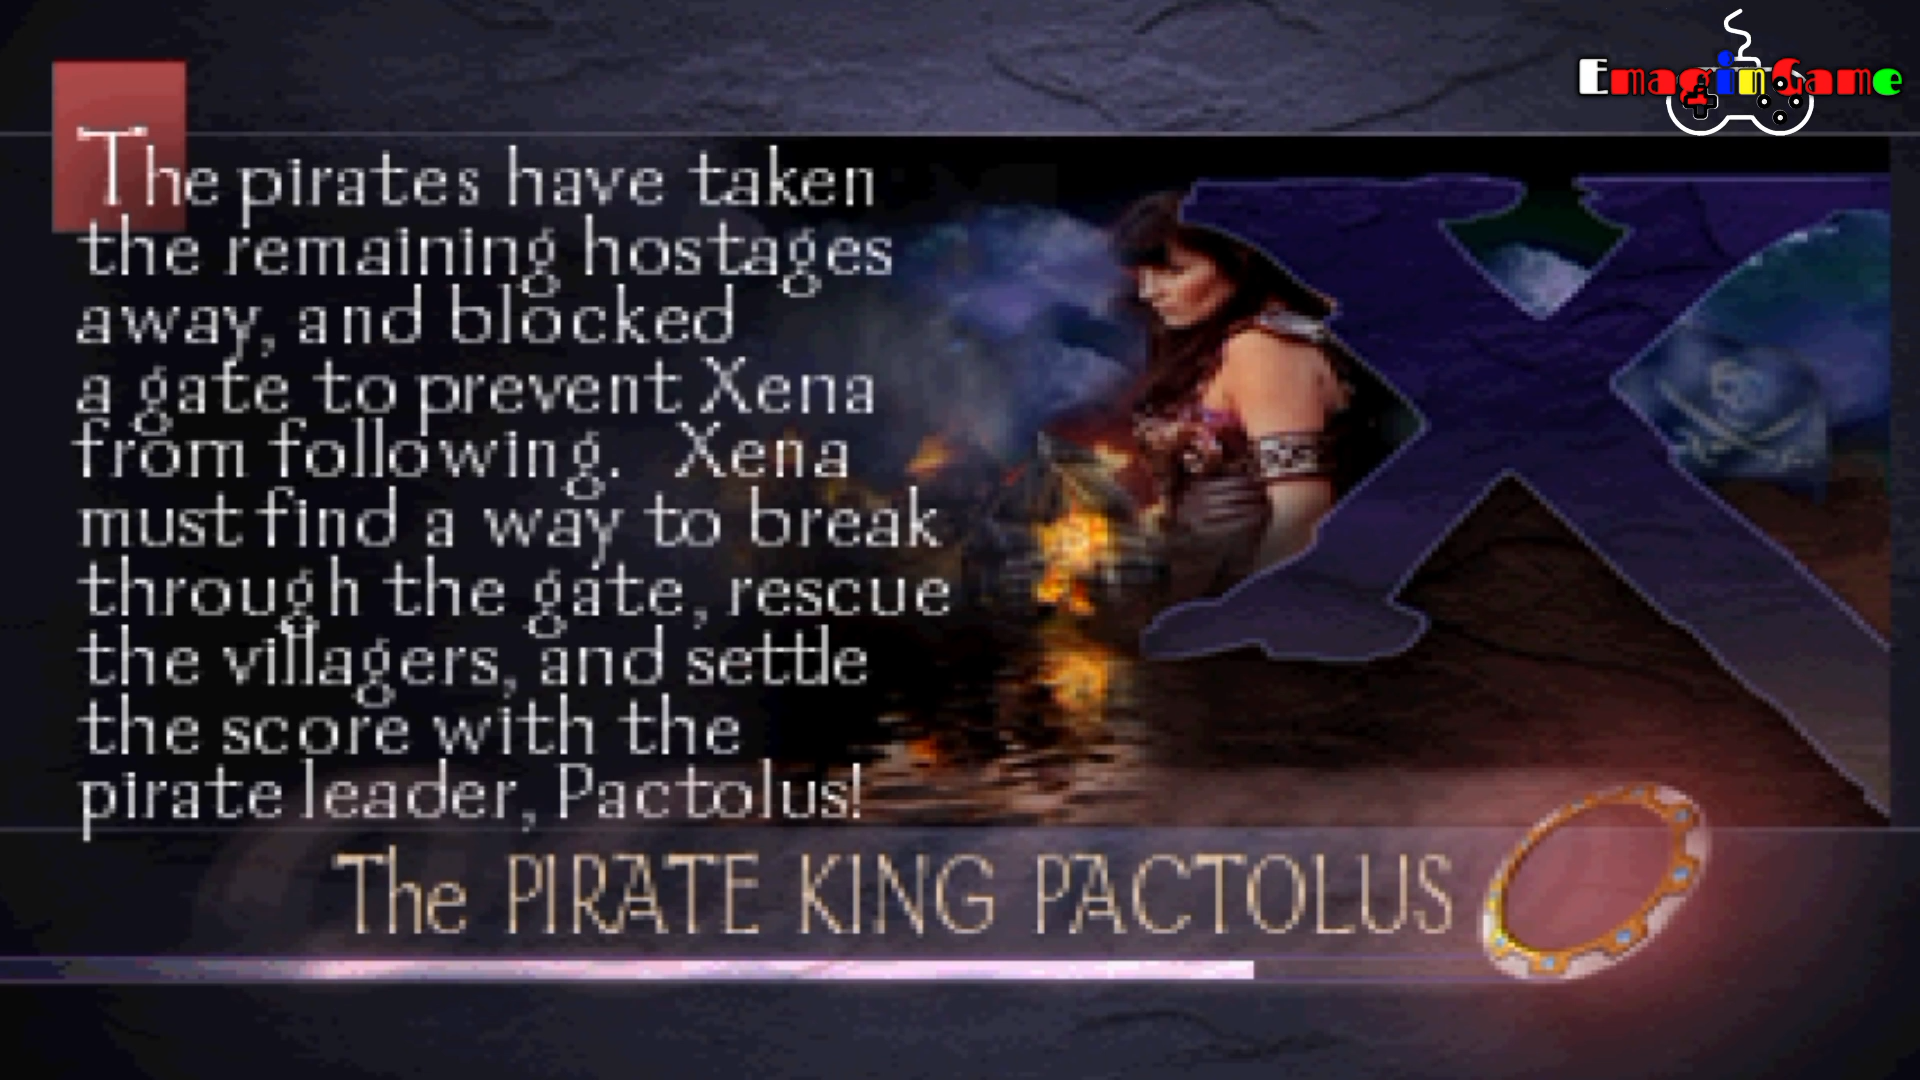 EmaginGame
The pirates have taken
the remaining hostages
away, and blocked
a gate to prevent Xena
from following. Xena
must find a way to break
through the gate, rescue
the villagers, and settle
the score with the
pirate leader, Pactolus!
X
The PIRATE KING PACTOLUS